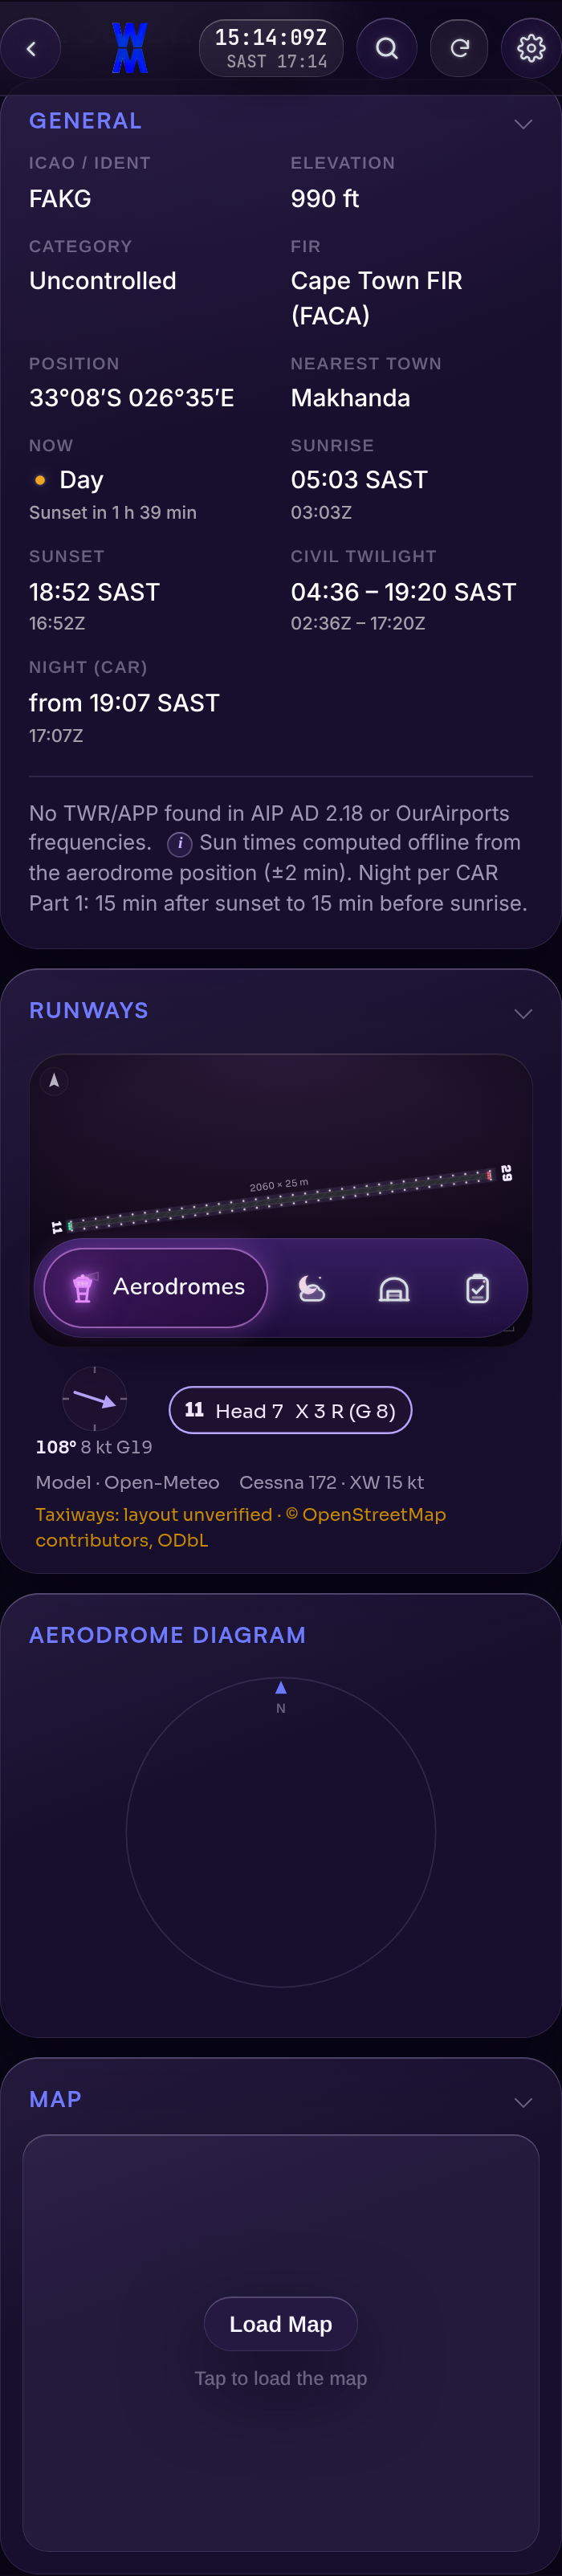 W
M
15:14:09Z
SAST 17:14
GENERAL
ICAO / IDENT
FAKG
ELEVATION
990 ft
CATEGORY
Uncontrolled
FIR
Cape Town FIR
(FACA)
POSITION
33°08'S 026°35'E
NEAREST TOWN
Makhanda
NOW
Day
Sunset in 1 h 39 min
SUNRISE
05:03 SAST
03:03Z
SUNSET
18:52 SAST
16:52Z
CIVIL TWILIGHT
04:36 – 19:20 SAST
02:36Z – 17:20Z
NIGHT (CAR)
from 19:07 SAST
17:07Z
No TWR/APP found in AIP AD 2.18 or OurAirports
frequencies. i Sun times computed offline from
the aerodrome position (±2 min). Night per CAR
Part 1: 15 min after sunset to 15 min before sunrise.
RUNWAYS
2060 × 25 m
29
11
Aerodromes
11 Head 7 X 3 R (G 8)
108° 8 kt G19
Model · Open-Meteo Cessna 172 · XW 15 kt
Taxiways: layout unverified · © OpenStreetMap
contributors, ODbL
AERODROME DIAGRAM
N
MAP
Load Map
Tap to load the map